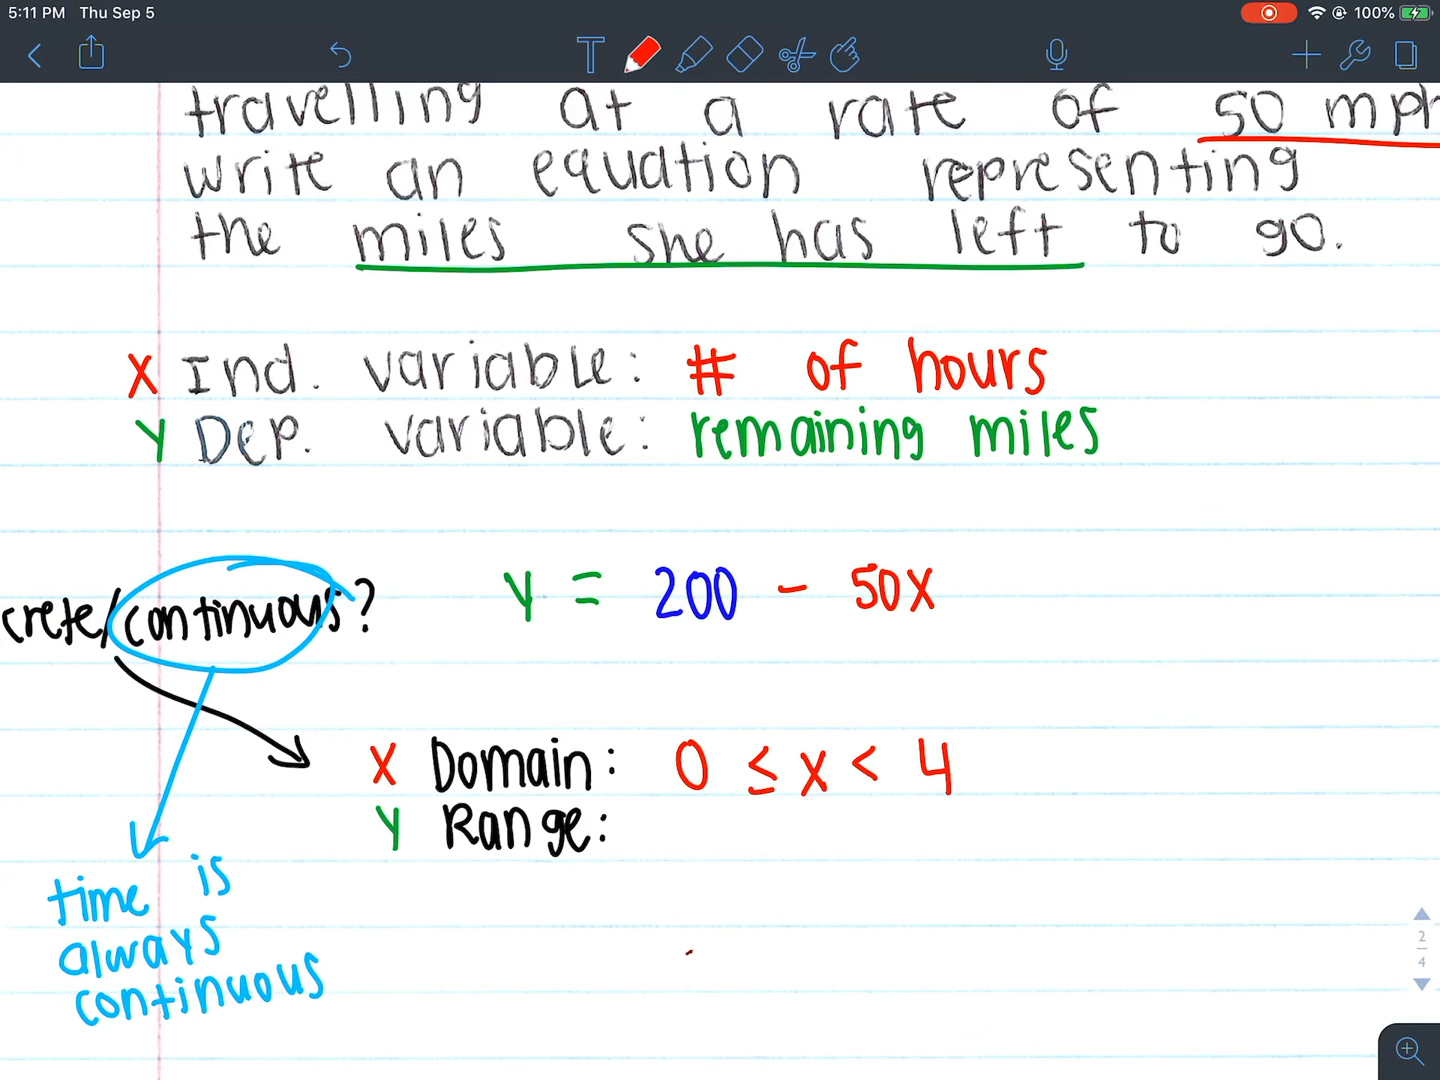 5:11 PM Thu Sep 5
100%
travelling at a rate of 50 mph
write an equation representing
the miles she has left to go.
X Ind. variable: # of hours
Y Dep. variable: remaining miles
crete/continuous?
y = 200 - 50x
X Domain: 0 ≤ x < 4
Y Range:
time is
always
continuous
2
4